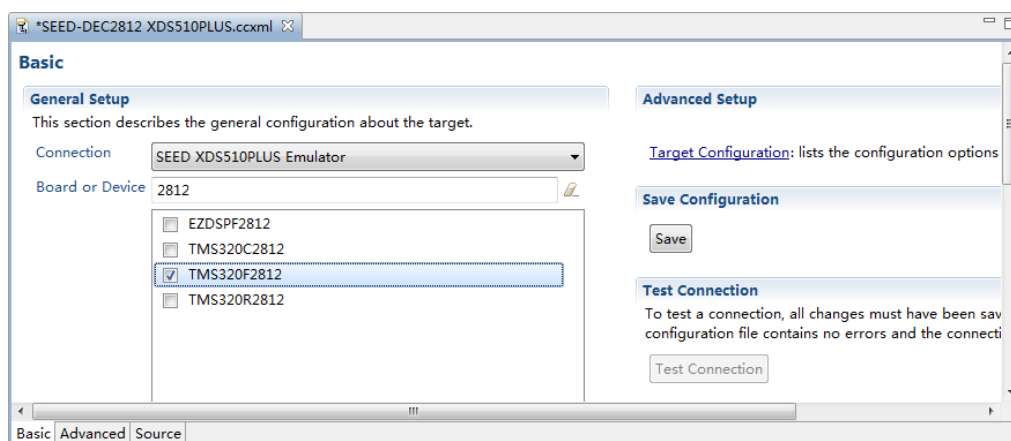 *SEED-DEC2812 XDS510PLUS.ccxml
Basic
General Setup
This section describes the general configuration about the target.
Connection
SEED XDS510PLUS Emulator
Board or Device
2812
EZDSPF2812
TMS320C2812
TMS320F2812
TMS320R2812
Advanced Setup
Target Configuration: lists the configuration options
Save Configuration
Save
Test Connection
To test a connection, all changes must have been sav
configuration file contains no errors and the connecti
Test Connection
Basic Advanced Source